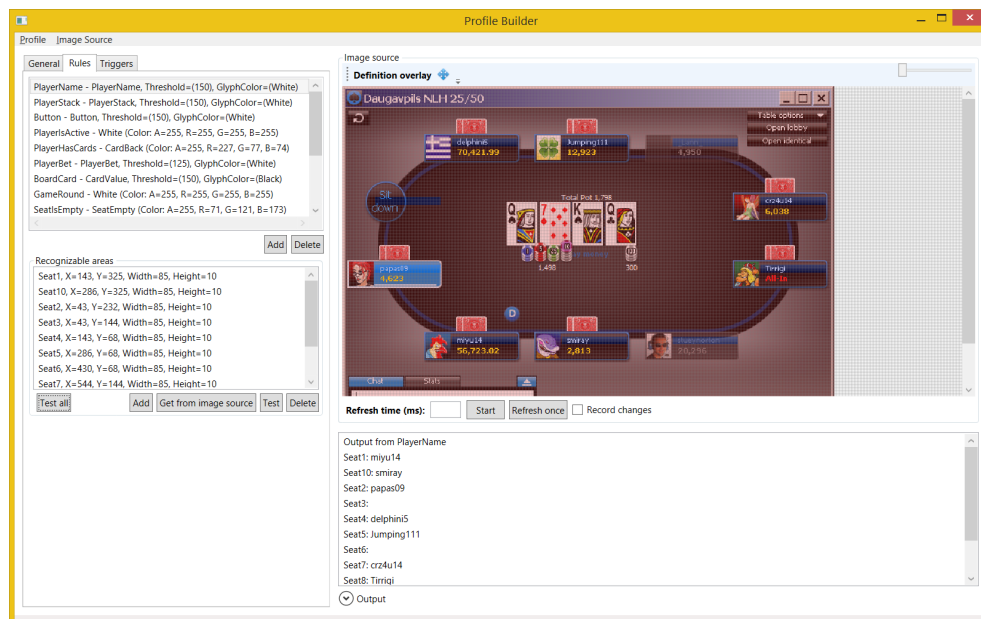 Profile Builder
Profile Image Source
General Rules Triggers
PlayerName - PlayerName, Threshold=(150), GlyphColor=(White)
PlayerStack - PlayerStack, Threshold=(150), GlyphColor=(White)
Button - Button, Threshold=(150), GlyphColor=(White)
PlayerIsActive - White (Color: A=255, R=255, G=255, B=255)
PlayerHasCards - CardBack (Color: A=255, R=227, G=77, B=74)
PlayerBet - PlayerBet, Threshold=(125), GlyphColor=(White)
BoardCard - CardValue, Threshold=(150), GlyphColor=(Black)
GameRound - White (Color: A=255, R=255, G=255, B=255)
SeatIsEmpty - SeatEmpty (Color: A=255, R=71, G=121, B=173)
Add Delete
Recognizable areas
Seat1, X=143, Y=325, Width=85, Height=10
Seat10, X=286, Y=325, Width=85, Height=10
Seat2, X=43, Y=232, Width=85, Height=10
Seat3, X=43, Y=144, Width=85, Height=10
Seat4, X=143, Y=68, Width=85, Height=10
Seat5, X=286, Y=68, Width=85, Height=10
Seat6, X=430, Y=68, Width=85, Height=10
Seat7, X=544, Y=144, Width=85, Height=10
Test all Add Get from image source Test Delete
Image source
Definition overlay
Daugavpils NLH 25/50
Table options
Open lobby
Open identical
delphini5
70,421.99
Jumping111
12,923
4,950
Sit
down
Total Pot 1,798
Q 7 K Q
crz4u14
6,038
papas09
4,623
1,498
300
Tirrigi
All-In
D
miyu14
56,723.02
smiray
2,813
20,296
Chat Stats
Refresh time (ms): Start Refresh once Record changes
Output from PlayerName
Seat1: miyu14
Seat10: smiray
Seat2: papas09
Seat3:
Seat4: delphini5
Seat5: Jumping111
Seat6:
Seat7: crz4u14
Seat8: Tirrigi
Output